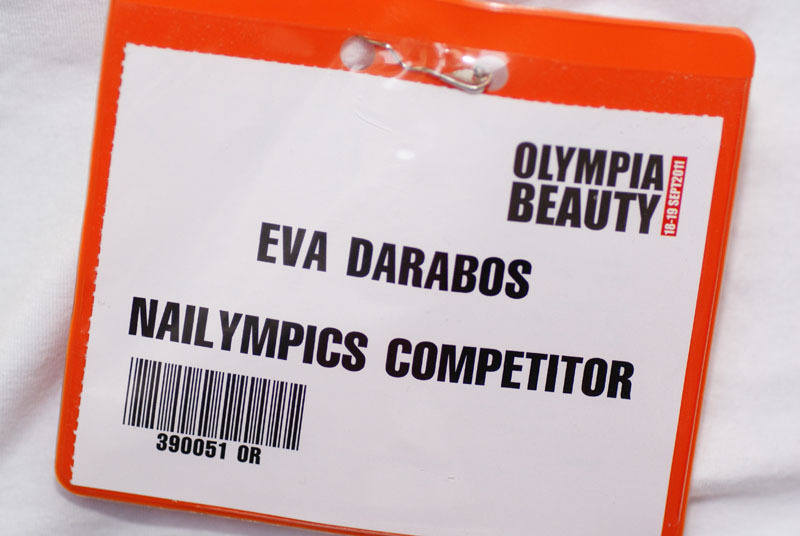 OLYMPIA
BEAUTY
18-19 SEPT2011
EVA DARABOS
NAILYMPICS COMPETITOR
390051 OR